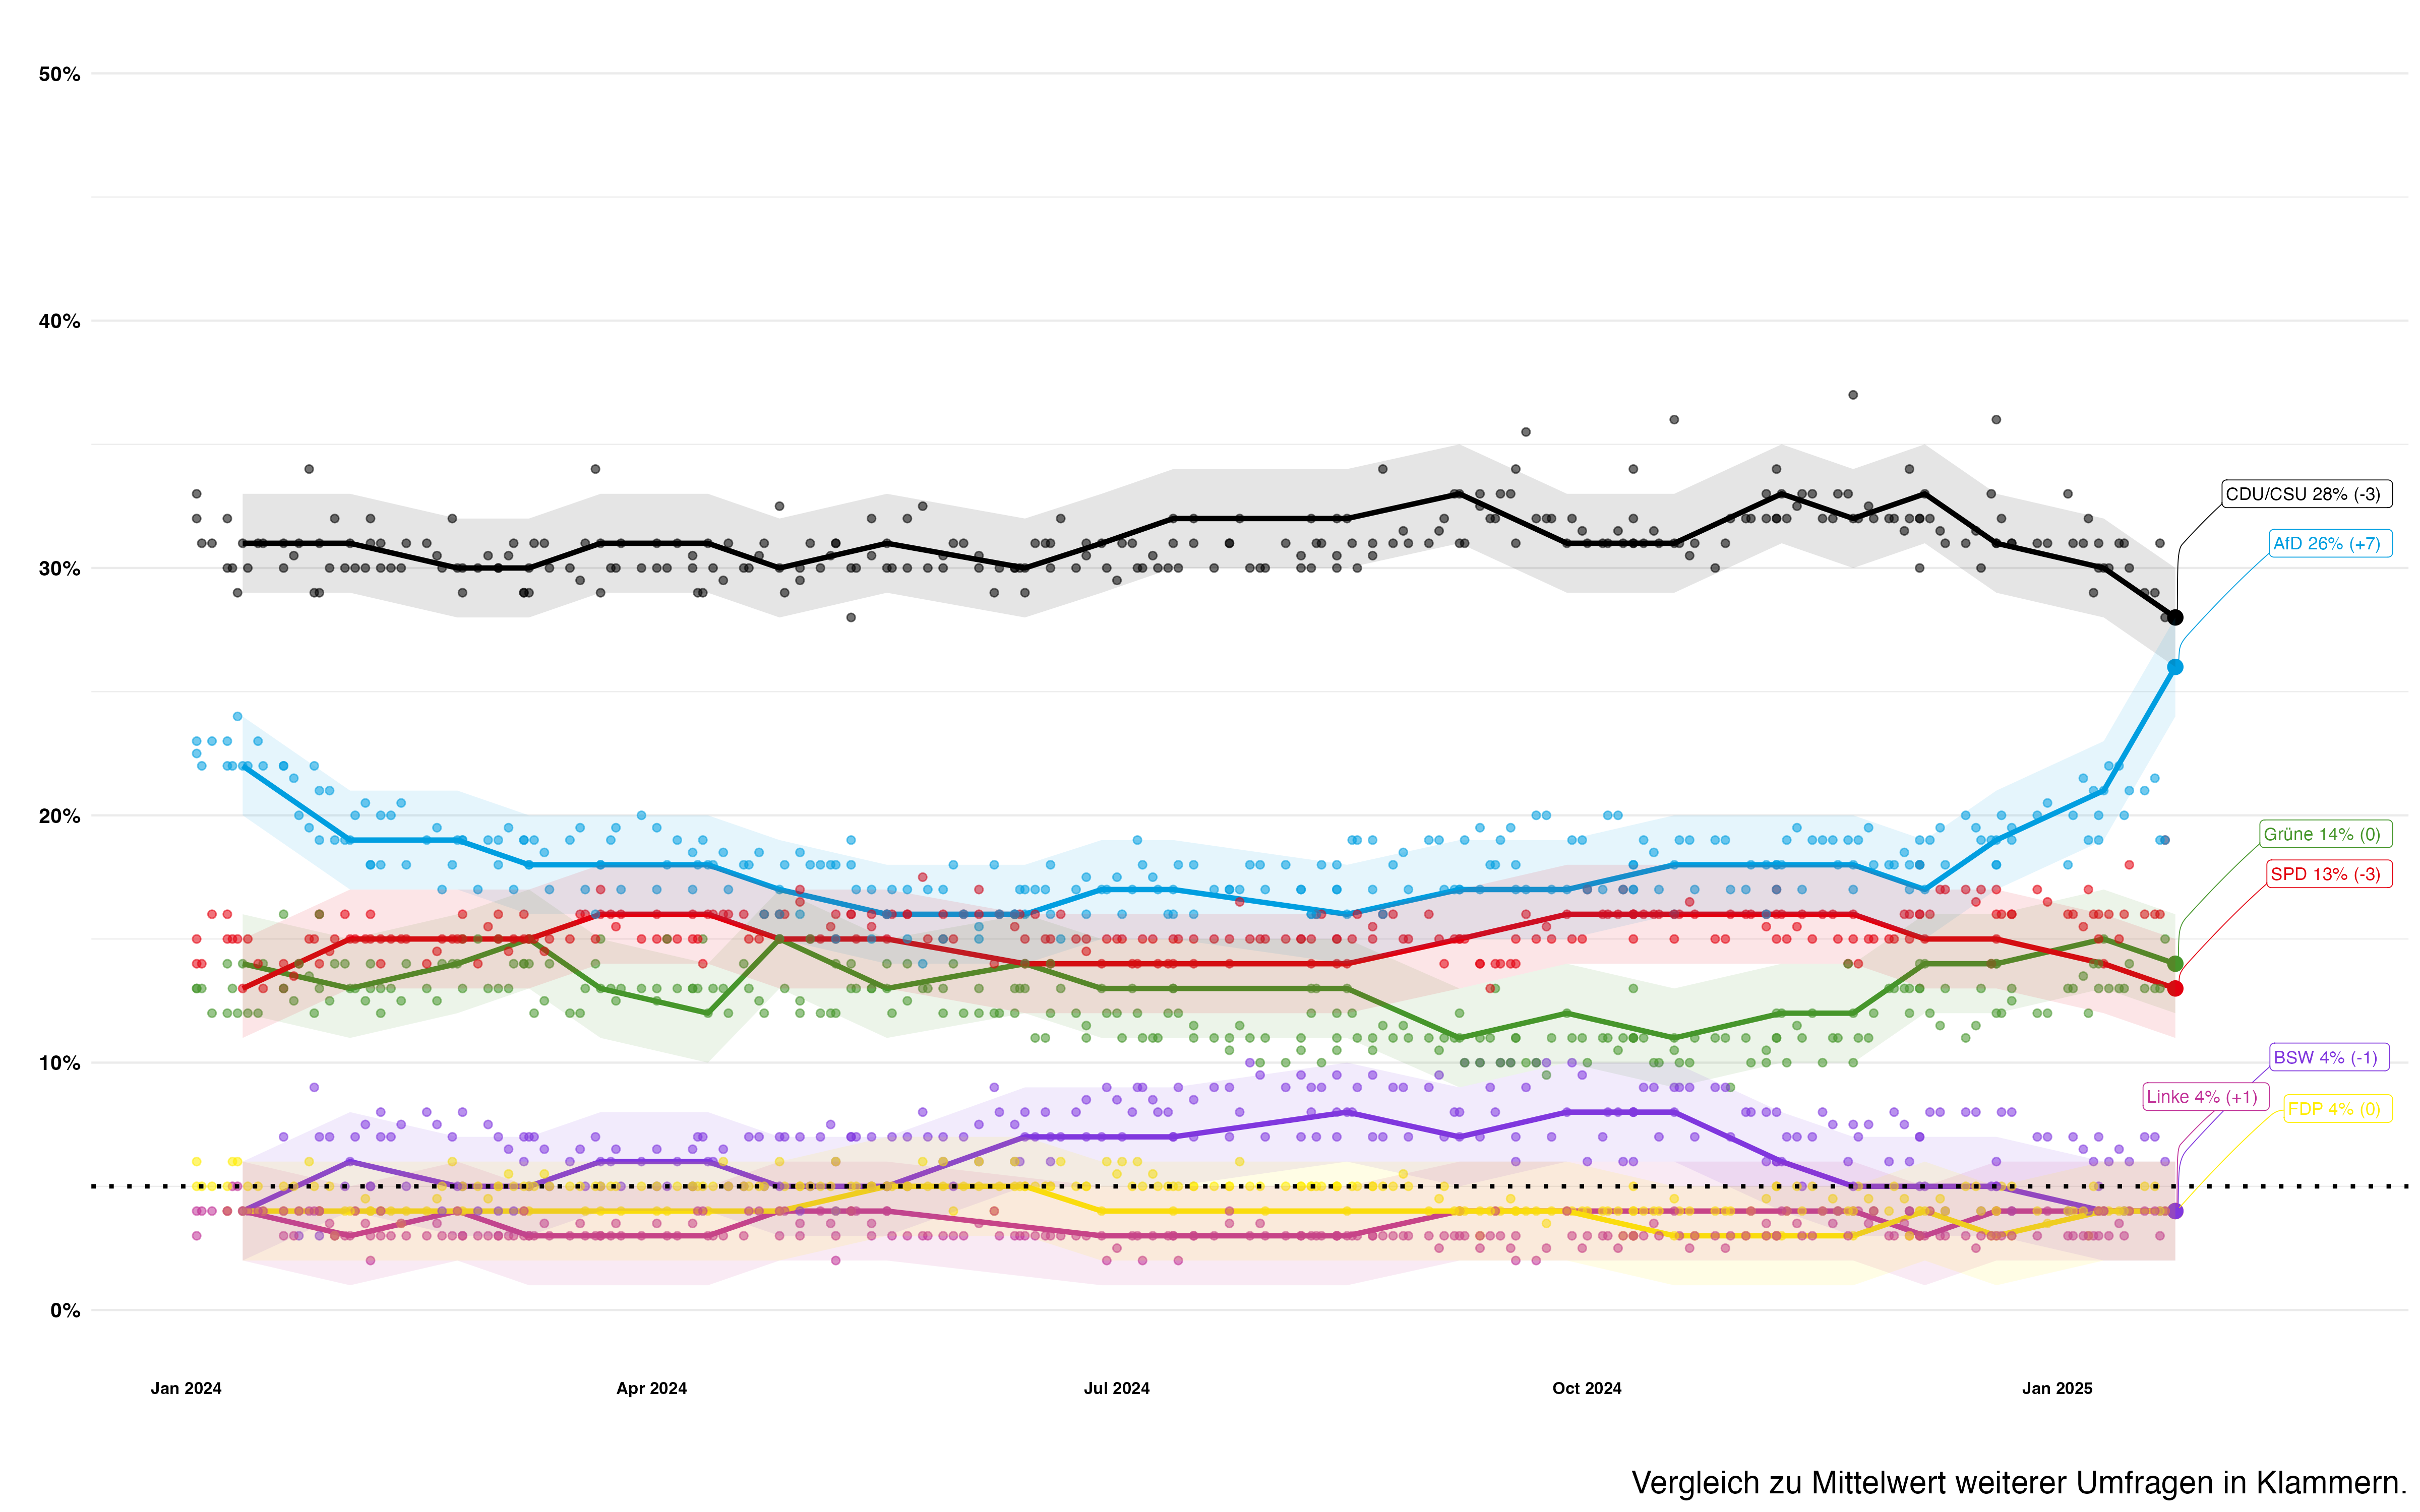 50%
40%
30%
20%
10%
0%
CDU/CSU 28% (-3)
AfD 26% (+7)
Grüne 14% (0)
SPD 13% (-3)
BSW 4% (-1)
Linke 4% (+1)
FDP 4% (0)
Jan 2024
Apr 2024
Jul 2024
Oct 2024
Jan 2025
Vergleich zu Mittelwert weiterer Umfragen in Klammern.